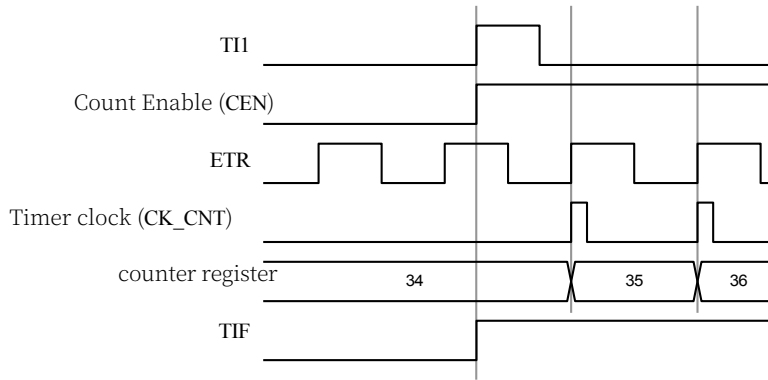 TI1
Count Enable (CEN)
ETR
Timer clock (CK_CNT)
counter register
34
35
36
TIF